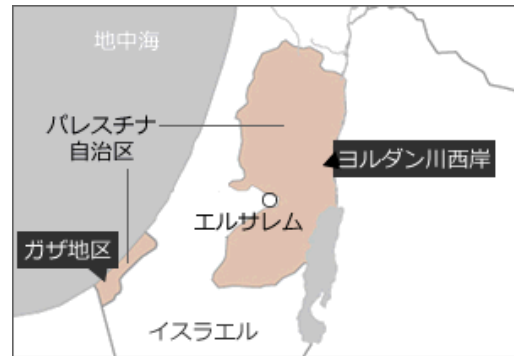 地中海
パレスチナ
自治区
ヨルダン川西岸
エルサレム
ガザ地区
イスラエル